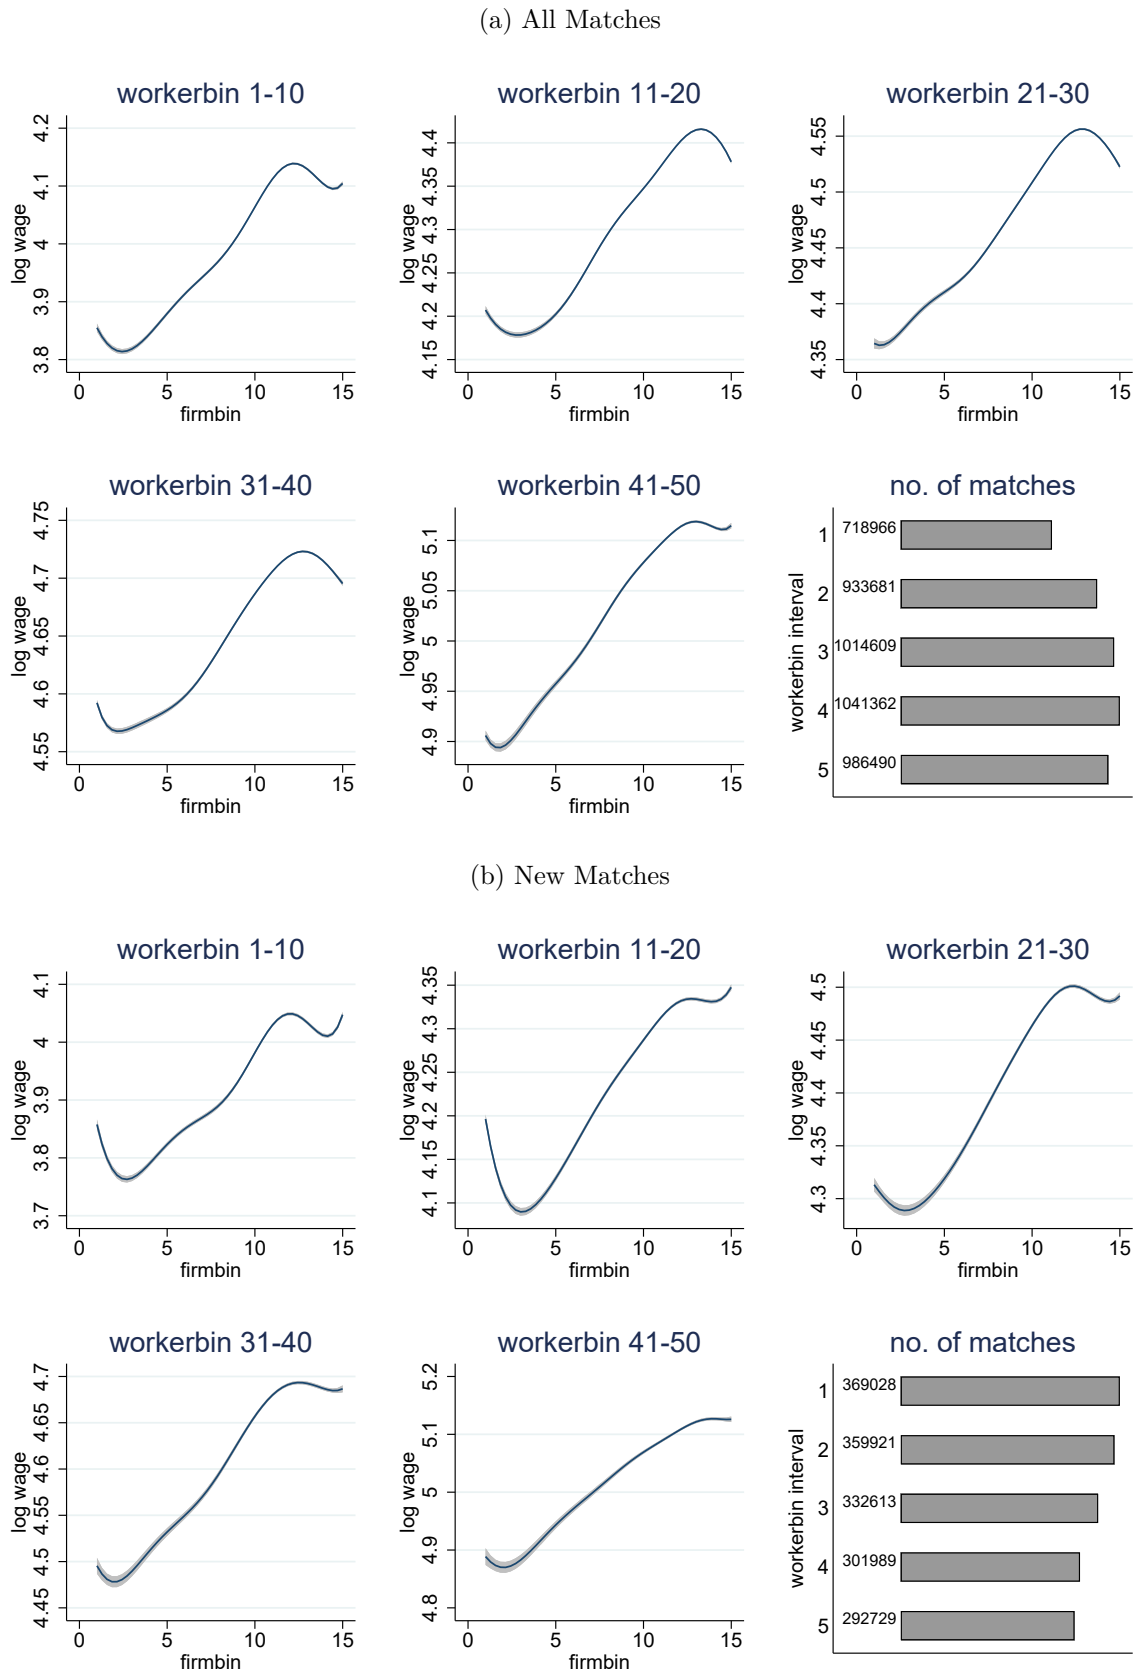 (a) All Matches
workerbin 1-10
log wage
4.2
4.1
4
3.9
3.8
0 5 10 15
firmbin
workerbin 11-20
log wage
4.4
4.35
4.3
4.25
4.2
4.15
0 5 10 15
firmbin
workerbin 21-30
log wage
4.55
4.5
4.45
4.4
4.35
0 5 10 15
firmbin
workerbin 31-40
log wage
4.75
4.7
4.65
4.6
4.55
0 5 10 15
firmbin
workerbin 41-50
log wage
5.1
5.05
5
4.95
4.9
0 5 10 15
firmbin
no. of matches
workerbin interval
1 718966
2 933681
3 1014609
4 1041362
5 986490
(b) New Matches
workerbin 1-10
log wage
4.1
4
3.9
3.8
3.7
0 5 10 15
firmbin
workerbin 11-20
log wage
4.35
4.3
4.25
4.2
4.15
4.1
0 5 10 15
firmbin
workerbin 21-30
log wage
4.5
4.45
4.4
4.35
4.3
0 5 10 15
firmbin
workerbin 31-40
log wage
4.7
4.65
4.6
4.55
4.5
4.45
0 5 10 15
firmbin
workerbin 41-50
log wage
5.2
5.1
5
4.9
4.8
0 5 10 15
firmbin
no. of matches
workerbin interval
1 369028
2 359921
3 332613
4 301989
5 292729